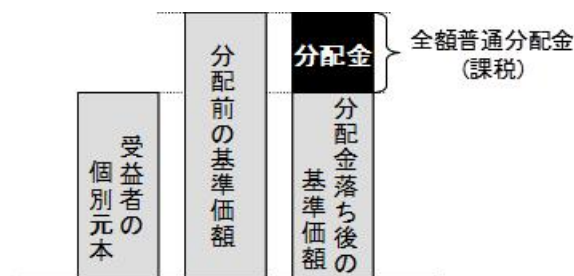 受益者の
個別元本
分配前の基準価額
分配金
分配金落ち後の
基準価額
全額普通分配金
(課税)